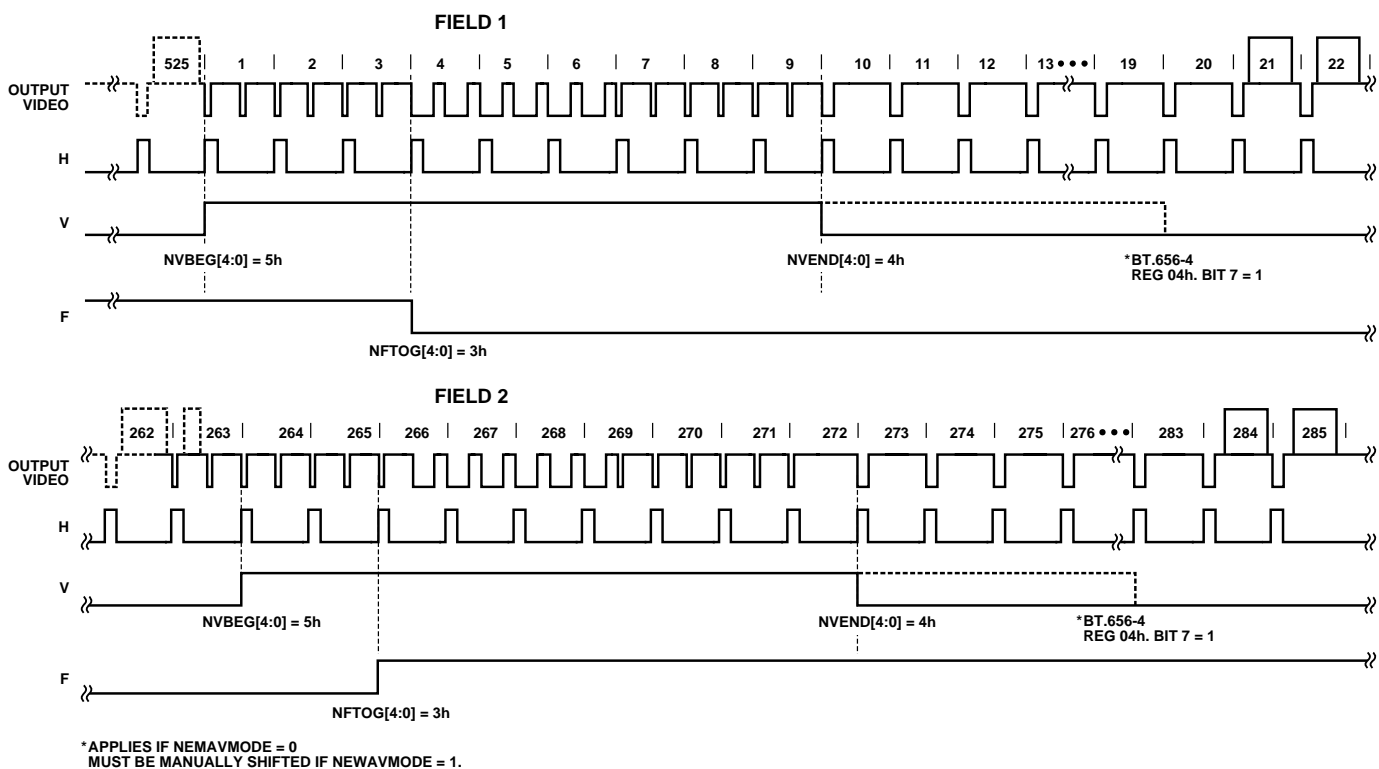 FIELD 1
525 1 2 3 4 5 6 7 8 9 10 11 12 13 ••• 19 20 21 22
OUTPUT
VIDEO
H
V
NVBEG[4:0] = 5h
NVEND[4:0] = 4h
*BT.656-4
REG 04h. BIT 7 = 1
F
NFTOG[4:0] = 3h
FIELD 2
262 263 264 265 266 267 268 269 270 271 272 273 274 275 276 ••• 283 284 285
OUTPUT
VIDEO
H
V
NVBEG[4:0] = 5h
NVEND[4:0] = 4h
*BT.656-4
REG 04h. BIT 7 = 1
F
NFTOG[4:0] = 3h
*APPLIES IF NEMAVMODE = 0
MUST BE MANUALLY SHIFTED IF NEWAVMODE = 1.